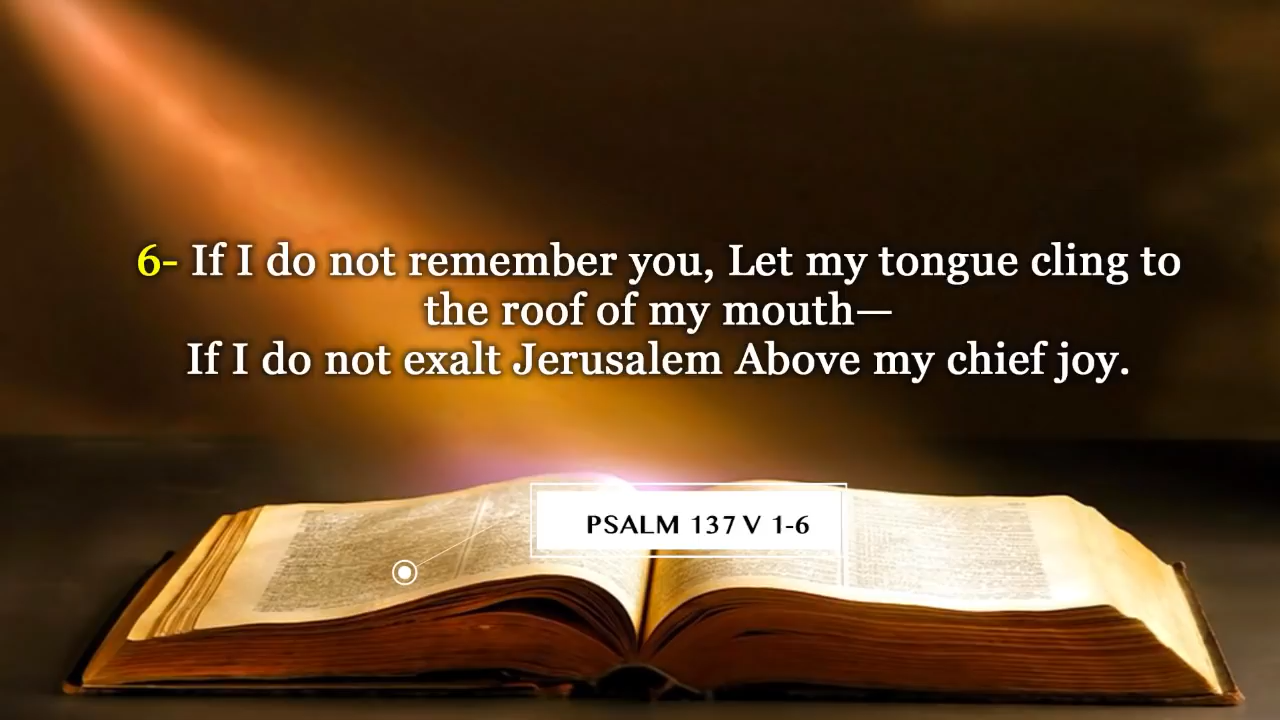 6- If I do not remember you, Let my tongue cling to
the roof of my mouth—
If I do not exalt Jerusalem Above my chief joy.
PSALM 137 V 1-6